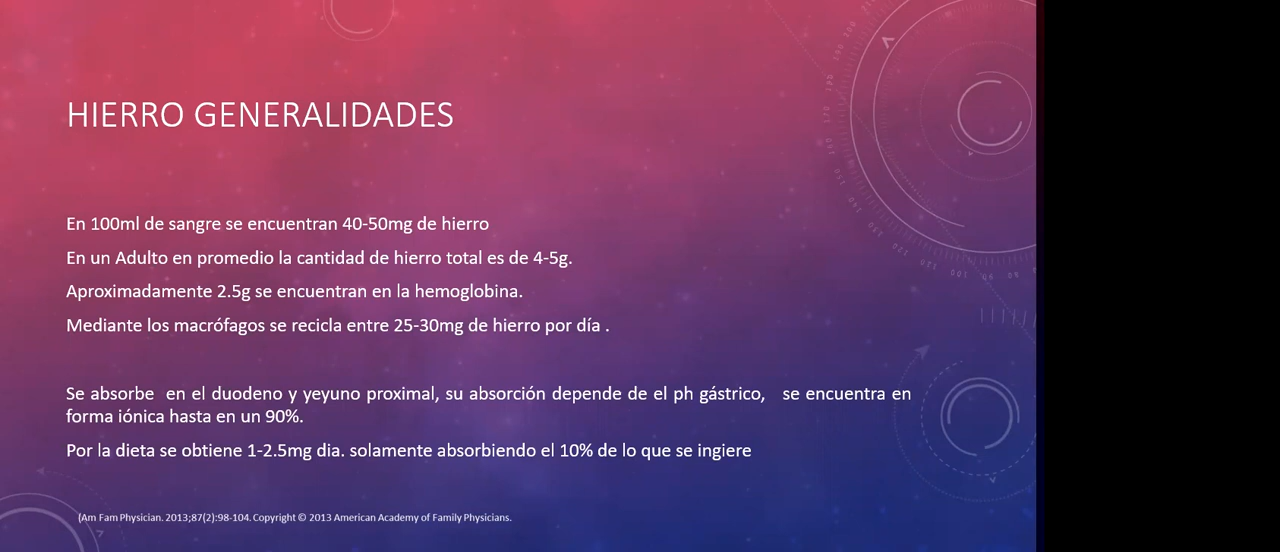 HIERRO GENERALIDADES
En 100ml de sangre se encuentran 40-50mg de hierro
En un Adulto en promedio la cantidad de hierro total es de 4-5g.
Aproximadamente 2.5g se encuentran en la hemoglobina.
Mediante los macrófagos se recicla entre 25-30mg de hierro por día .
Se absorbe en el duodeno y yeyuno proximal, su absorción depende de el ph gástrico, se encuentra en
forma iónica hasta en un 90%.
Por la dieta se obtiene 1-2.5mg dia. solamente absorbiendo el 10% de lo que se ingiere
(Am Fam Physician. 2013;87(2):98-104. Copyright © 2013 American Academy of Family Physicians.